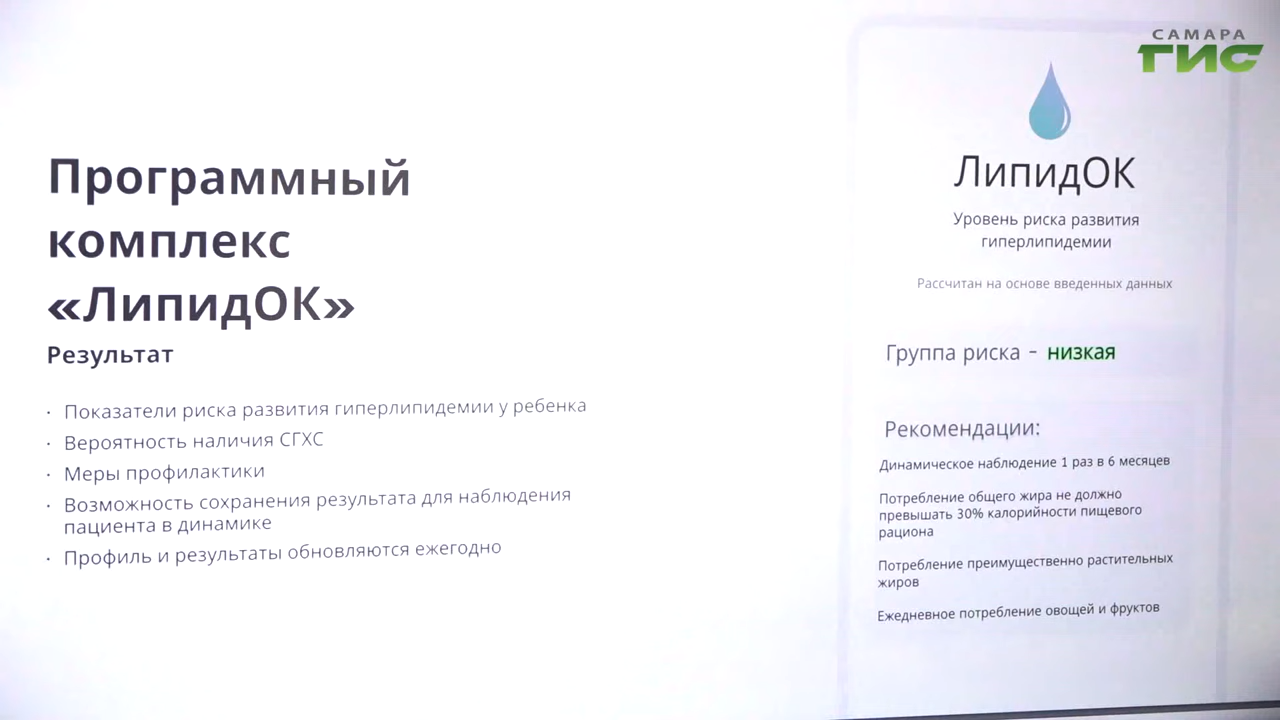 Программный
комплекс
«ЛипидОК»
Результат
· Показатели риска развития гиперлипидемии у ребенка
· Вероятность наличия СГХС
· Меры профилактики
· Возможность сохранения результата для наблюдения
пациента в динамике
· Профиль и результаты обновляются ежегодно
САМАРА
ГИС
ЛипидОК
Уровень риска развития
гиперлипидемии
Рассчитан на основе введенных данных
Группа риска - низкая
Рекомендации:
Динамическое наблюдение 1 раз в 6 месяцев
Потребление общего жира не должно
превышать 30% калорийности пищевого
рациона
Потребление преимущественно растительных
жиров
Ежедневное потребление овощей и фруктов